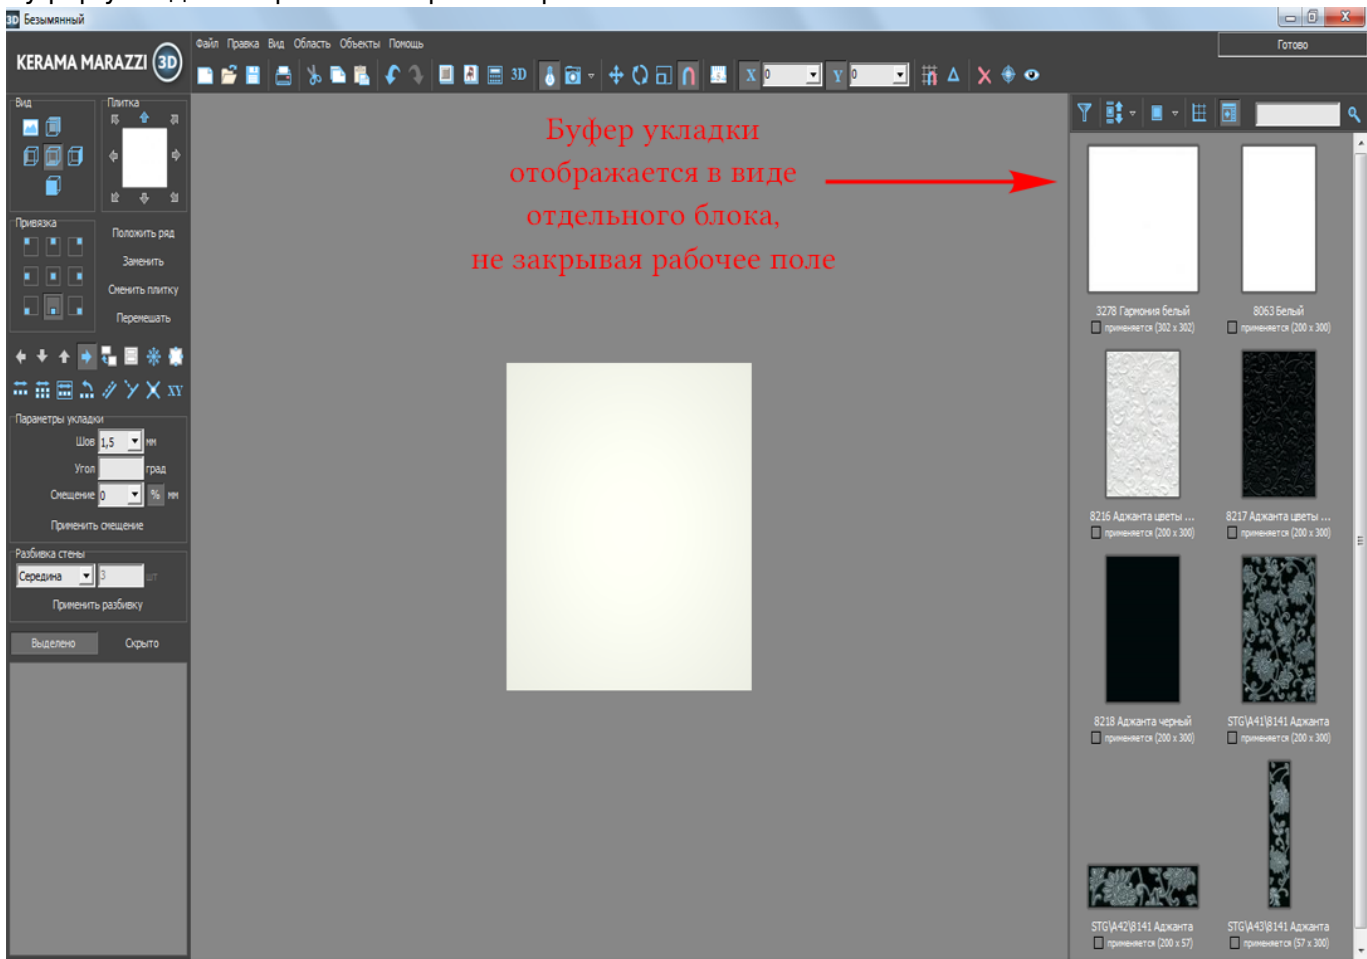 Безымянный
KERAMA MARAZZI 3D
Файл Правка Вид Область Объекты Помощь
Готово
3D
X 0
Y 0
Вид
Плитка
Привязка
Положить ряд
Заменить
Сменить плитку
Перемешать
XY
Параметры укладки
Шов 1,5 мм
Угол град
Смещение 0 % мм
Применить смещение
Разбивка стены
Середина 3 шт
Применить разбивку
Выделено Скрыто
Буфер укладки
отображается в виде
отдельного блока,
не закрывая рабочее поле
3278 Гармония белый
применяется (302 x 302)
8063 Белый
применяется (200 x 300)
8216 Аджанта цветы ...
применяется (200 x 300)
8217 Аджанта цветы ...
применяется (200 x 300)
8218 Аджанта черный
применяется (200 x 300)
STG\A41\8141 Аджанта
применяется (200 x 300)
STG\A42\8141 Аджанта
применяется (200 x 57)
STG\A43\8141 Аджанта
применяется (57 x 300)